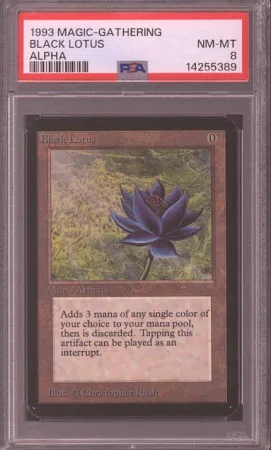 1993 MAGIC-GATHERING
BLACK LOTUS NM-MT
ALPHA 8
PSA 14255389
Black Lotus 0
Mono Artifact
Adds 3 mana of any single color of
your choice to your mana pool,
then is discarded. Tapping this
artifact can be played as an
interrupt.
Illus. © Christopher Rush